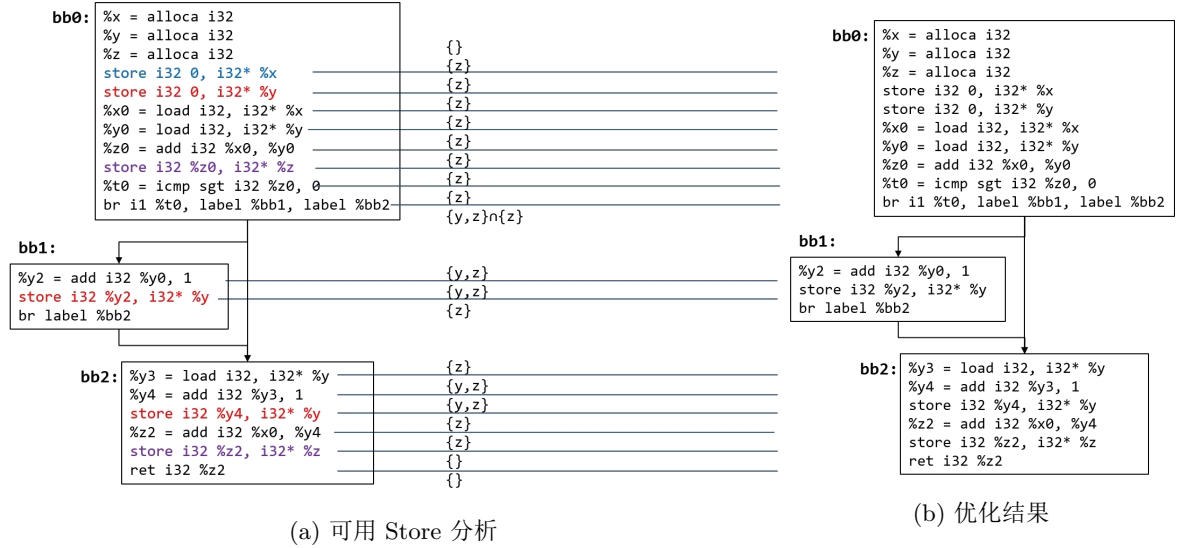 bb0:
%x = alloca i32
%y = alloca i32
%z = alloca i32
store i32 0, i32* %x
store i32 0, i32* %y
%x0 = load i32, i32* %x
%y0 = load i32, i32* %y
%z0 = add i32 %x0, %y0
store i32 %z0, i32* %z
%t0 = icmp sgt i32 %z0, 0
br i1 %t0, label %bb1, label %bb2
{}
{z}
{z}
{z}
{z}
{z}
{z}
{z}
{z}
{y,z}∩{z}
bb1:
%y2 = add i32 %y0, 1
store i32 %y2, i32* %y
br label %bb2
{y,z}
{y,z}
{z}
bb2:
%y3 = load i32, i32* %y
%y4 = add i32 %y3, 1
store i32 %y4, i32* %y
%z2 = add i32 %x0, %y4
store i32 %z2, i32* %z
ret i32 %z2
{z}
{y,z}
{y,z}
{z}
{z}
{}
{}
(a) 可用 Store 分析
bb0:
%x = alloca i32
%y = alloca i32
%z = alloca i32
store i32 0, i32* %x
store i32 0, i32* %y
%x0 = load i32, i32* %x
%y0 = load i32, i32* %y
%z0 = add i32 %x0, %y0
%t0 = icmp sgt i32 %z0, 0
br i1 %t0, label %bb1, label %bb2
bb1:
%y2 = add i32 %y0, 1
store i32 %y2, i32* %y
br label %bb2
bb2:
%y3 = load i32, i32* %y
%y4 = add i32 %y3, 1
store i32 %y4, i32* %y
%z2 = add i32 %x0, %y4
store i32 %z2, i32* %z
ret i32 %z2
(b) 优化结果